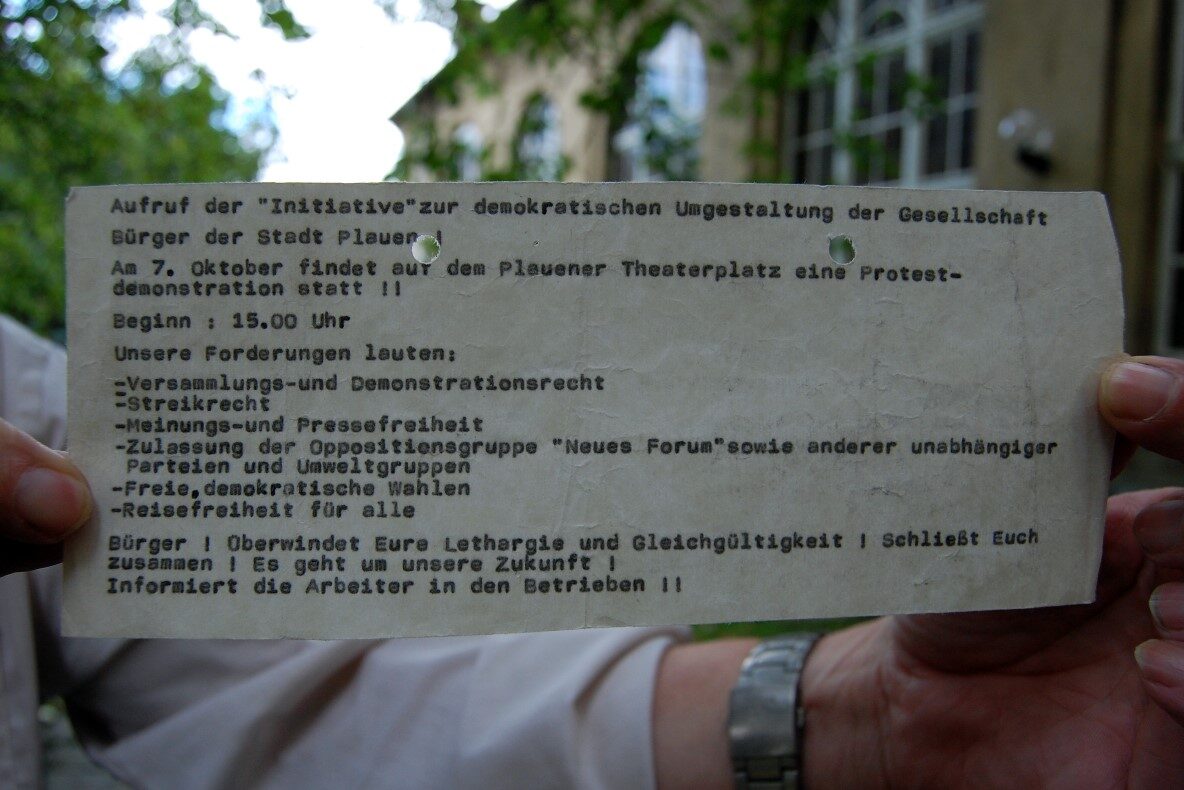 Aufruf der "Initiative"zur demokratischen Umgestaltung der Gesellschaft
Bürger der Stadt Plauen !
Am 7. Oktober findet auf dem Plauener Theaterplatz eine Protest-
demonstration statt !!
Beginn : 15.00 Uhr
Unsere Forderungen lauten:
-Versammlungs-und Demonstrationsrecht
-Streikrecht
-Meinungs-und Pressefreiheit
-Zulassung der Oppositionsgruppe "Neues Forum"sowie anderer unabhängiger
Parteien und Umweltgruppen
-Freie,demokratische Wahlen
-Reisefreiheit für alle
Bürger ! Überwindet Eure Lethargie und Gleichgültigkeit ! Schließt Euch
zusammen ! Es geht um unsere Zukunft !
Informiert die Arbeiter in den Betrieben !!